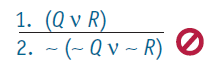 1. (Q v R)
2. ~ (~ Q v ~ R)